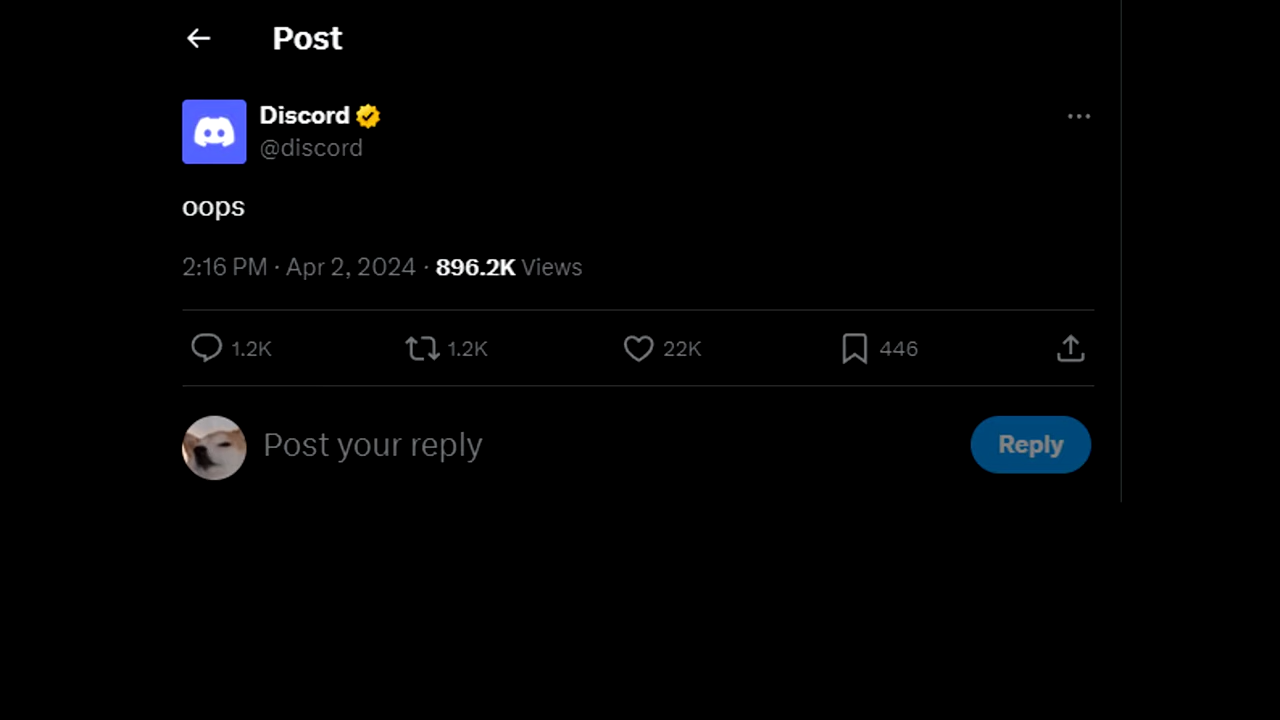 Post
Discord
@discord
oops
2:16 PM · Apr 2, 2024 · 896.2K Views
1.2K 1.2K 22K 446
Post your reply Reply